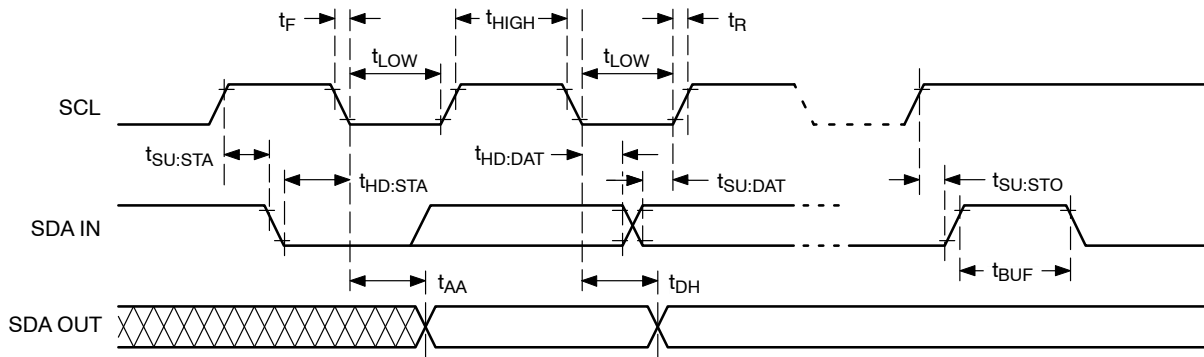 tF
tHIGH
tR
tLOW
tLOW
SCL
tSU:STA
tHD:STA
tHD:DAT
tSU:DAT
tSU:STO
SDA IN
tAA
tDH
tBUF
SDA OUT